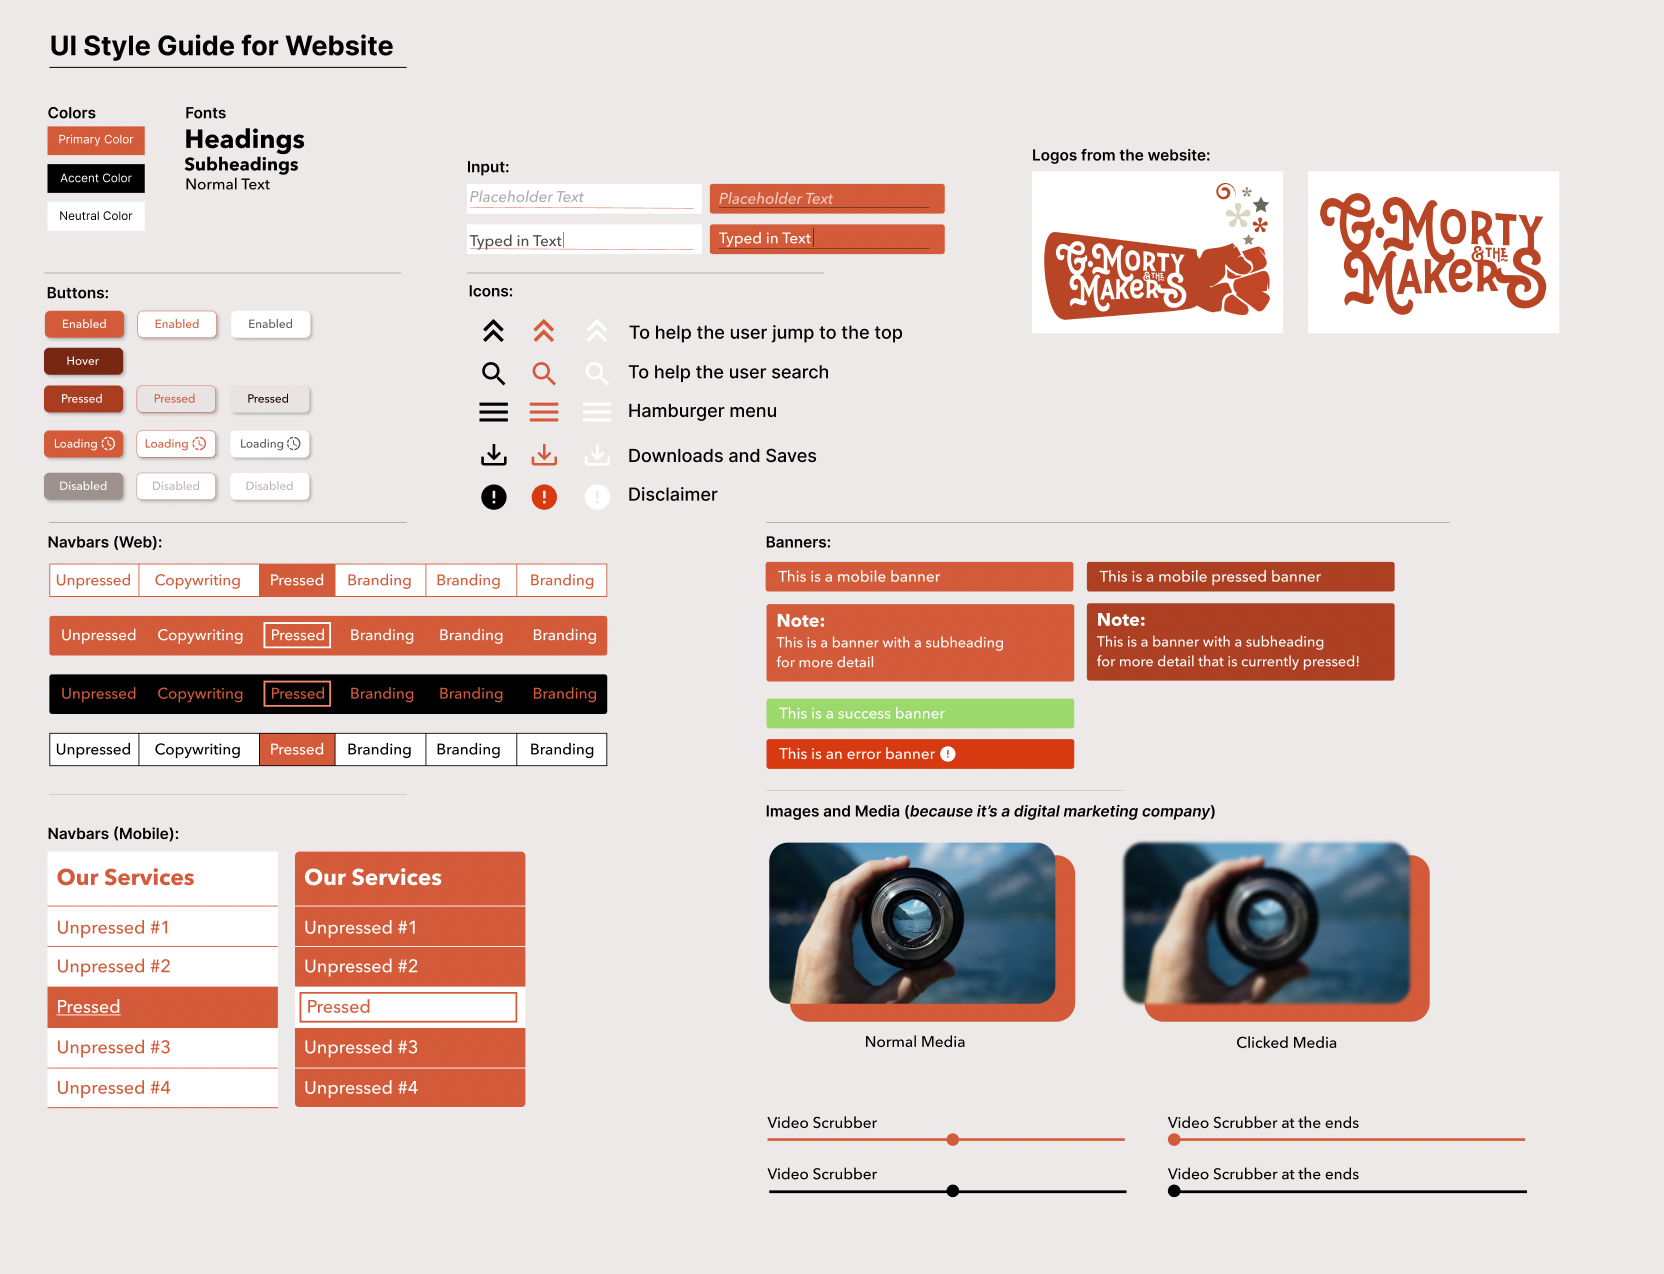 UI Style Guide for Website
Colors
Primary Color
Accent Color
Neutral Color
Fonts
Headings
Subheadings
Normal Text
Input:
Placeholder Text
Placeholder Text
Typed in Text
Typed in Text
Logos from the website:
G. MORTY
& THE
MAKERS
G. MORTY
& THE
MAKERS
Buttons:
Enabled
Enabled
Enabled
Hover
Pressed
Pressed
Pressed
Loading
Loading
Loading
Disabled
Disabled
Disabled
Icons:
To help the user jump to the top
To help the user search
Hamburger menu
Downloads and Saves
Disclaimer
Navbars (Web):
Unpressed Copywriting Pressed Branding Branding Branding
Unpressed Copywriting Pressed Branding Branding Branding
Unpressed Copywriting Pressed Branding Branding Branding
Unpressed Copywriting Pressed Branding Branding Branding
Banners:
This is a mobile banner
This is a mobile pressed banner
Note:
This is a banner with a subheading
for more detail
Note:
This is a banner with a subheading
for more detail that is currently pressed!
This is a success banner
This is an error banner
Navbars (Mobile):
Our Services
Unpressed #1
Unpressed #2
Pressed
Unpressed #3
Unpressed #4
Our Services
Unpressed #1
Unpressed #2
Pressed
Unpressed #3
Unpressed #4
Images and Media (because it's a digital marketing company)
Normal Media
Clicked Media
Video Scrubber
Video Scrubber at the ends
Video Scrubber
Video Scrubber at the ends